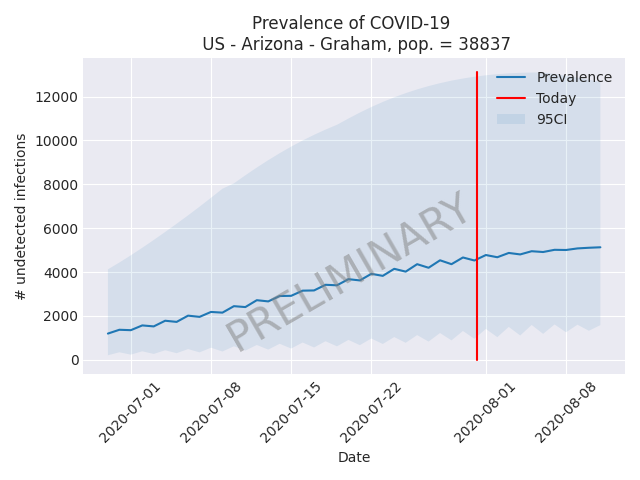 Prevalence of COVID-19
US - Arizona - Graham, pop. = 38837
Prevalence
Today
95CI
12000
10000
8000
6000
4000
2000
0
# undetected infections
PRELIMINARY
2020-07-01
2020-07-08
2020-07-15
2020-07-22
2020-08-01
2020-08-08
Date